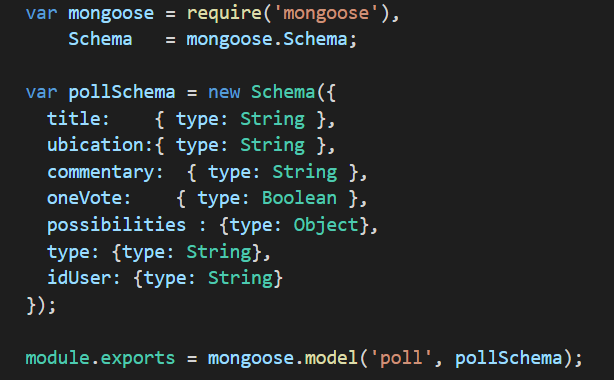 var mongoose = require('mongoose'),
    Schema   = mongoose.Schema;

var pollSchema = new Schema({
  title:    { type: String },
  ubication:{ type: String },
  commentary:  { type: String },
  oneVote:    { type: Boolean },
  possibilities : {type: Object},
  type: {type: String},
  idUser: {type: String}
});

module.exports = mongoose.model('poll', pollSchema);